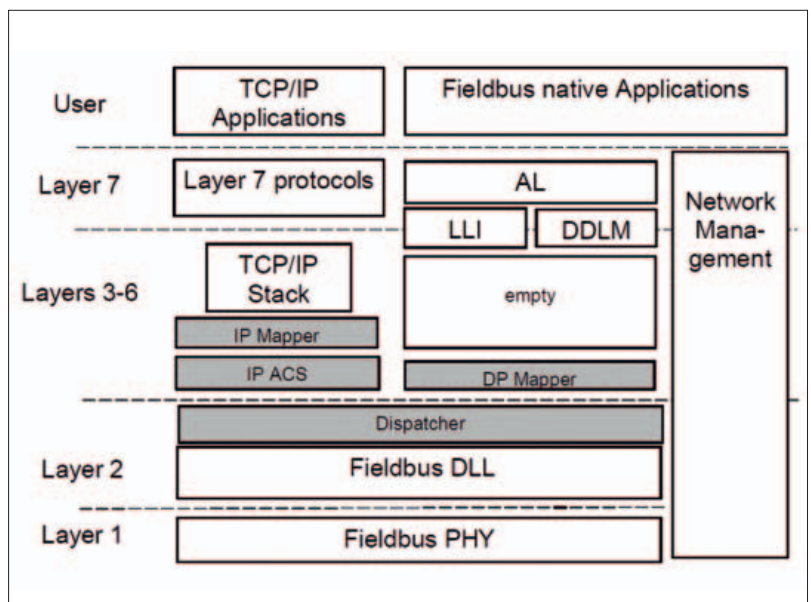 User
TCP/IP
Applications
Fieldbus native Applications
Layer 7
Layer 7 protocols
AL
LLI
DDLM
Network
Mana-
gement
Layers 3-6
TCP/IP
Stack
empty
IP Mapper
IP ACS
DP Mapper
Dispatcher
Layer 2
Fieldbus DLL
Layer 1
Fieldbus PHY